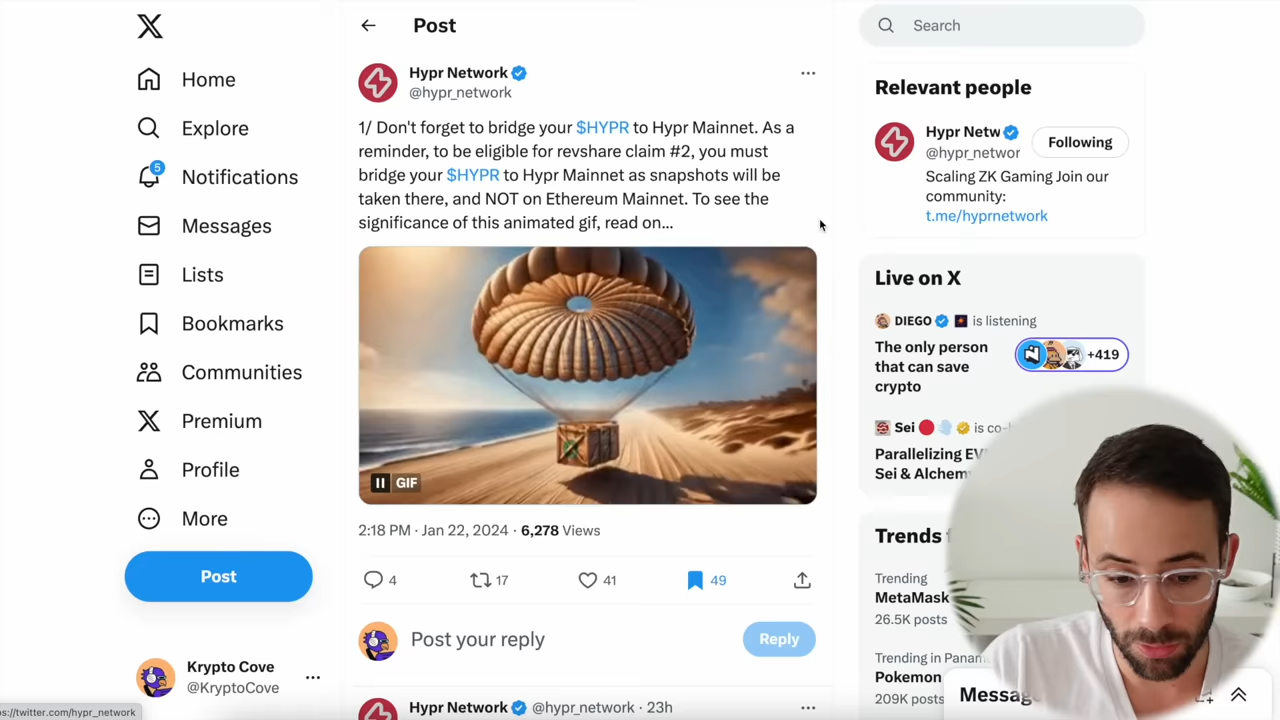 Home
Explore
5
Notifications
Messages
Lists
Bookmarks
Communities
Premium
Profile
More
Post
Krypto Cove
@KryptoCove
Post
Hypr Network
@hypr_network
1/ Don't forget to bridge your $HYPR to Hypr Mainnet. As a
reminder, to be eligible for revshare claim #2, you must
bridge your $HYPR to Hypr Mainnet as snapshots will be
taken there, and NOT on Ethereum Mainnet. To see the
significance of this animated gif, read on...
GIF
2:18 PM · Jan 22, 2024 · 6,278 Views
4 17 41 49
Post your reply
Reply
Hypr Network @hypr_network · 23h
Search
Relevant people
Hypr Netw
@hypr_networ
Following
Scaling ZK Gaming Join our
community:
t.me/hyprnetwork
Live on X
DIEGO is listening
The only person
that can save
crypto
+419
Sei is co-
Parallelizing EV
Sei & Alchem
Trends
Trending
MetaMask
26.5K posts
Trending in Panam
Pokemon
209K posts
Messag
://twitter.com/hypr_network